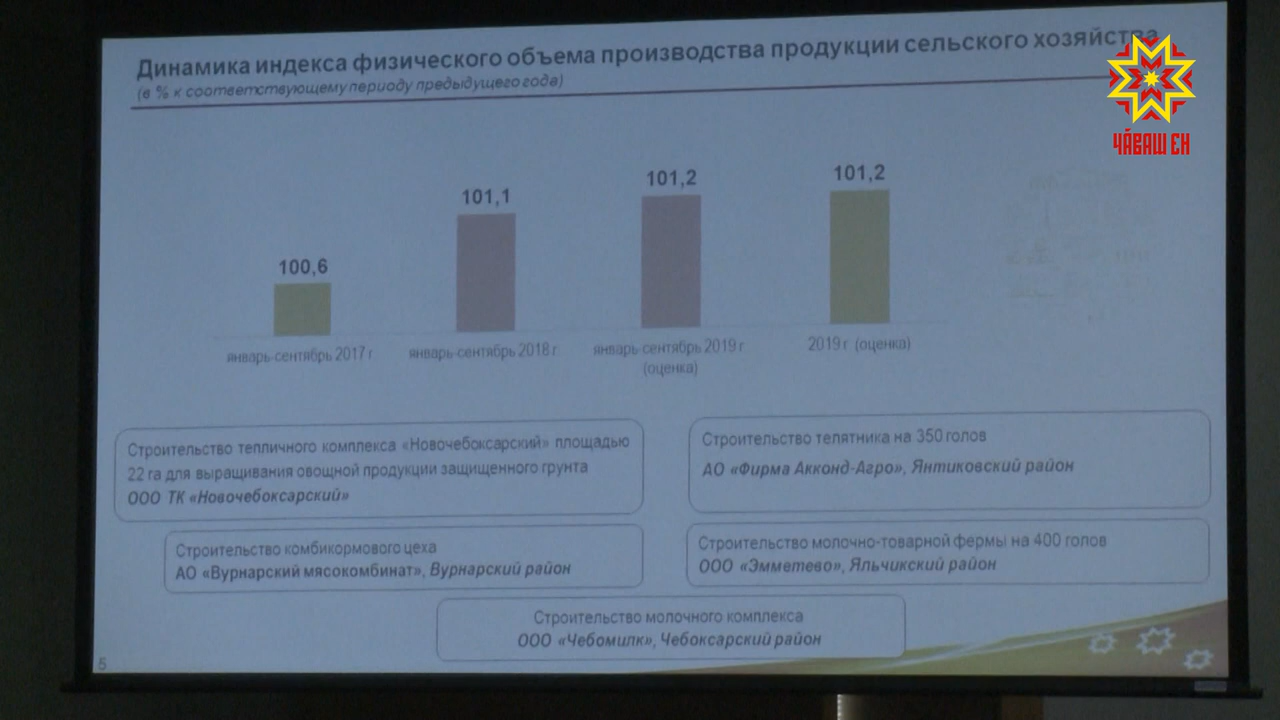 Динамика индекса физического объема производства продукции сельского хозяйства
(в % к соответствующему периоду предыдущего года)
ЧӐВАШ ЕН
100,6
101,1
101,2
101,2
январь-сентябрь 2017 г
январь-сентябрь 2018 г
январь-сентябрь 2019 г
(оценка)
2019 г (оценка)
Строительство тепличного комплекса «Новочебоксарский» площадью
22 га для выращивания овощной продукции защищенного грунта
ООО ТК «Новочебоксарский»
Строительство телятника на 350 голов
АО «Фирма Акконд-Агро», Янтиковский район
Строительство комбикормового цеха
АО «Вурнарский мясокомбинат», Вурнарский район
Строительство молочно-товарной фермы на 400 голов
ООО «Эмметево», Яльчикский район
Строительство молочного комплекса
ООО «Чебомилк», Чебоксарский район
5